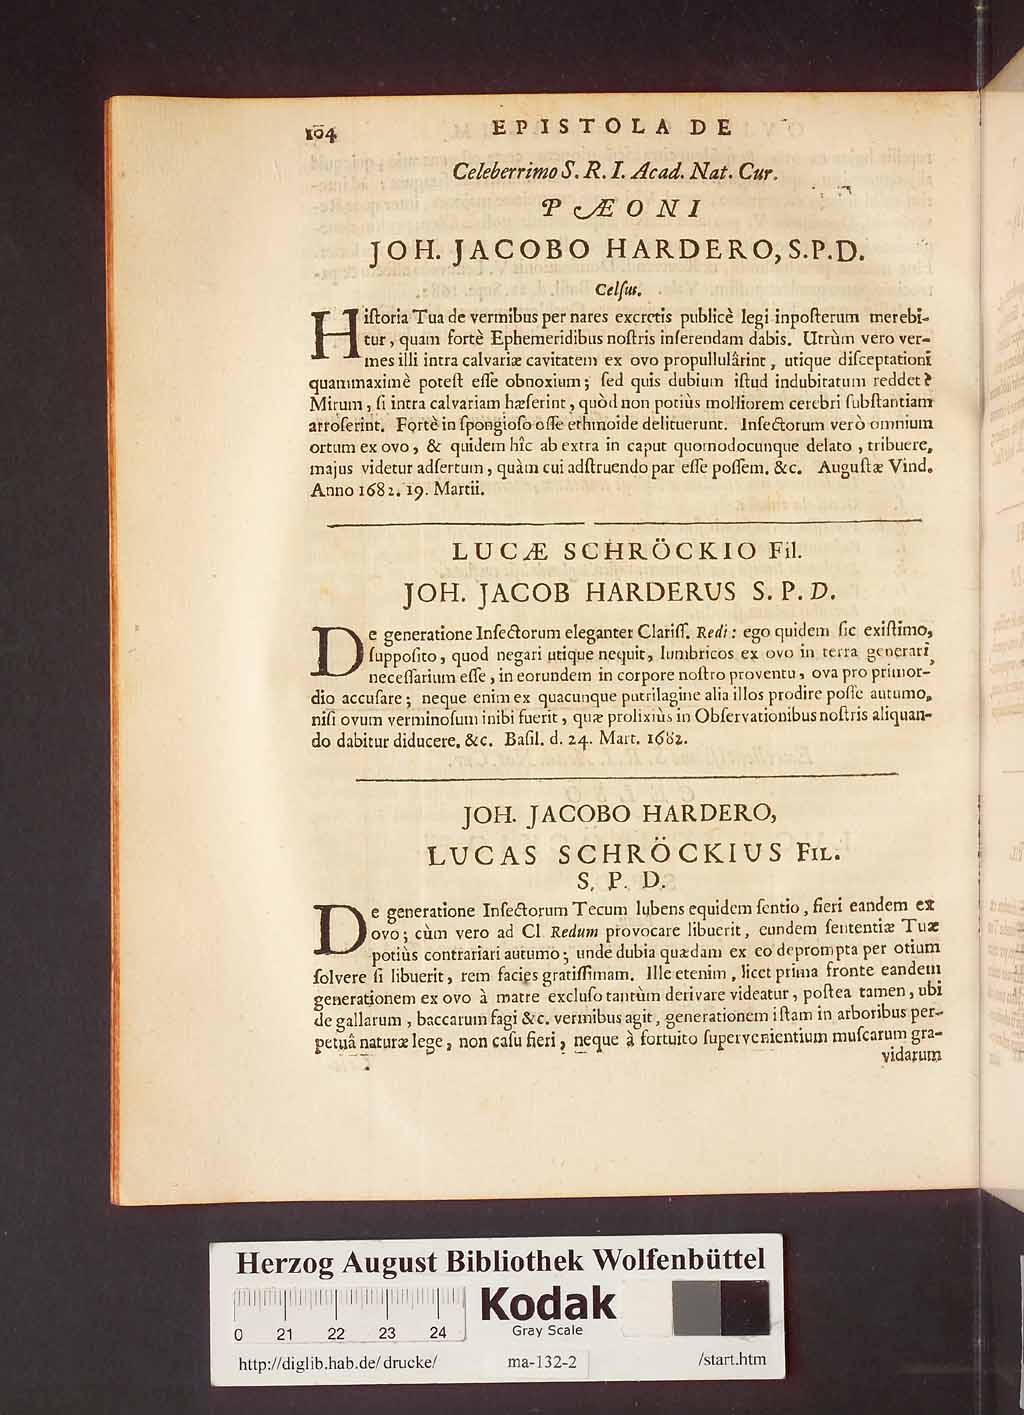 104
EPISTOLA DE
Celeberrimo S. R. I. Acad. Nat. Cur.
PÆONI
JOH. JACOBO HARDERO, S.P.D.
Celſus.
HIſtoria Tua de vermibus per nares excretis publicè legi inpoſterum merebi-
tur, quam fortè Ephemeridibus noſtris inſerendam dabis. Utrùm vero ver-
mes illi intra calvariæ cavitatem ex ovo propullulârint, utique diſceptationi
quammaximè poteſt eſſe obnoxium; ſed quis dubium iſtud indubitatum reddet?
Mirum, ſi intra calvariam hæſerint, quòd non potiùs molliorem cerebri ſubſtantiam
arroſerint. Fortè in ſpongioſo oſſe ethmoide delituerunt. Inſectorum verò omnium
ortum ex ovo, & quidem hîc ab extra in caput quomodocunque delato, tribuere,
majus videtur adſertum, quàm cui adſtruendo par eſſe poſſem. &c. Auguſtæ Vind.
Anno 1682. 19. Martii.
LUCÆ SCHRÖCKIO Fil.
JOH. JACOB HARDERUS S. P. D.
De generatione Inſectorum eleganter Clariſſ. Redi: ego quidem ſic exiſtimo,
ſuppoſito, quod negari utique nequit, lumbricos ex ovo in terra generari,
neceſſarium eſſe, in eorundem in corpore noſtro proventu, ova pro primor-
dio accuſare; neque enim ex quacunque putrilagine alia illos prodire poſſe autumo,
niſi ovum verminoſum inibi fuerit, quæ prolixius in Obſervationibus noſtris aliquan-
do dabitur diducere. &c. Baſil. d. 24. Mart. 1682.
JOH. JACOBO HARDERO,
LUCAS SCHRÖCKIUS FIL.
S. P. D.
De generatione Inſectorum Tecum lubens equidem ſentio, fieri eandem ex
ovo; cùm vero ad Cl. Redum provocare libuerit, eundem ſententiæ Tuæ
potiùs contrariari autumo; unde dubia quædam ex eo deprompta per otium
ſolvere ſi libuerit, rem facies gratiſſimam. Ille etenim, licet prima fronte eandem
generationem ex ovo à matre excluſo tantùm derivare videatur, poſtea tamen, ubi
de gallarum, baccarum fagi &c. vermibus agit, generationem iſtam in arboribus per-
petuâ naturæ lege, non caſu fieri, neque à fortuito ſupervenientium muſcarum gra-
vidarum
Herzog August Bibliothek Wolfenbüttel
Kodak
Gray Scale
0 21 22 23 24
http://diglib.hab.de/drucke/ ma-132-2 /start.htm